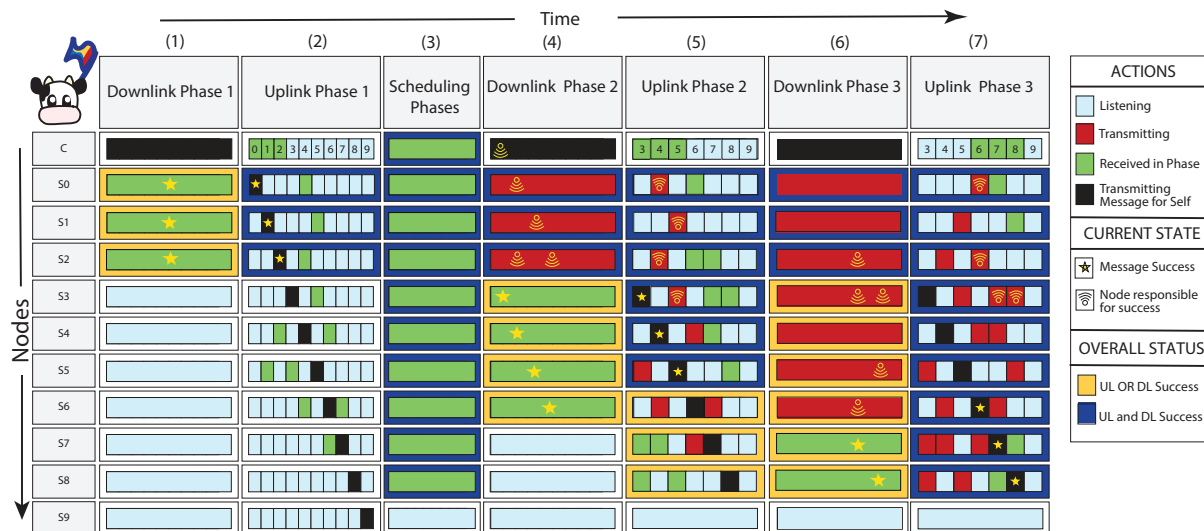 Time
(1) (2) (3) (4) (5) (6) (7)
Downlink Phase 1
Uplink Phase 1
Scheduling
Phases
Downlink Phase 2
Uplink Phase 2
Downlink Phase 3
Uplink Phase 3
Nodes
C
0 1 2 3 4 5 6 7 8 9
3 4 5 6 7 8 9
3 4 5 6 7 8 9
S0
S1
S2
S3
S4
S5
S6
S7
S8
S9
ACTIONS
Listening
Transmitting
Received in Phase
Transmitting
Message for Self
CURRENT STATE
Message Success
Node responsible
for success
OVERALL STATUS
UL OR DL Success
UL and DL Success